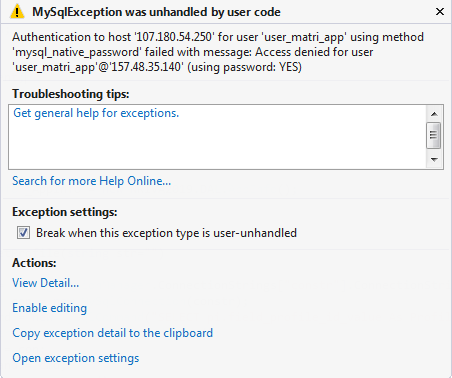 MySqlException was unhandled by user code
Authentication to host '107.180.54.250' for user 'user_matri_app' using method
'mysql_native_password' failed with message: Access denied for user
'user_matri_app'@'157.48.35.140' (using password: YES)
Troubleshooting tips:
Get general help for exceptions.
Search for more Help Online...
Exception settings:
Break when this exception type is user-unhandled
Actions:
View Detail...
Enable editing
Copy exception detail to the clipboard
Open exception settings